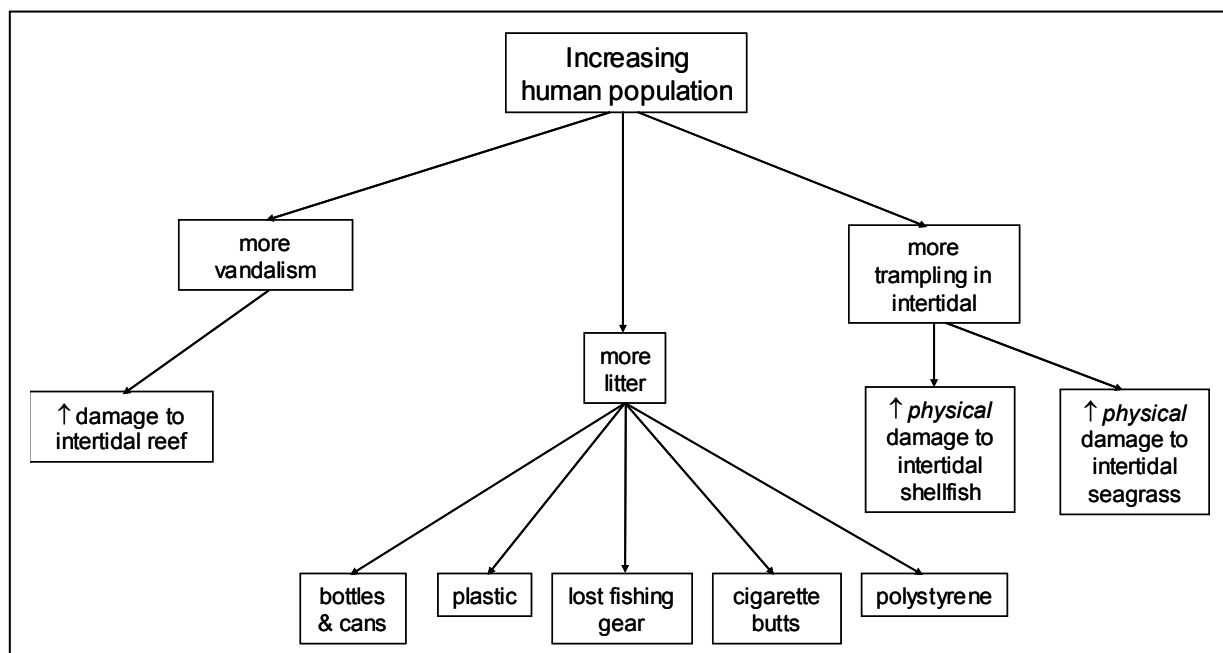 Increasing
human population
more
vandalism
more
trampling in
intertidal
more
litter
↑ damage to
intertidal reef
↑ physical
damage to
intertidal
shellfish
↑ physical
damage to
intertidal
seagrass
bottles
& cans
plastic
lost fishing
gear
cigarette
butts
polystyrene